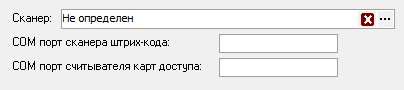 Сканер: Не определен ...
COM порт сканера штрих-кода:
COM порт считывателя карт доступа: